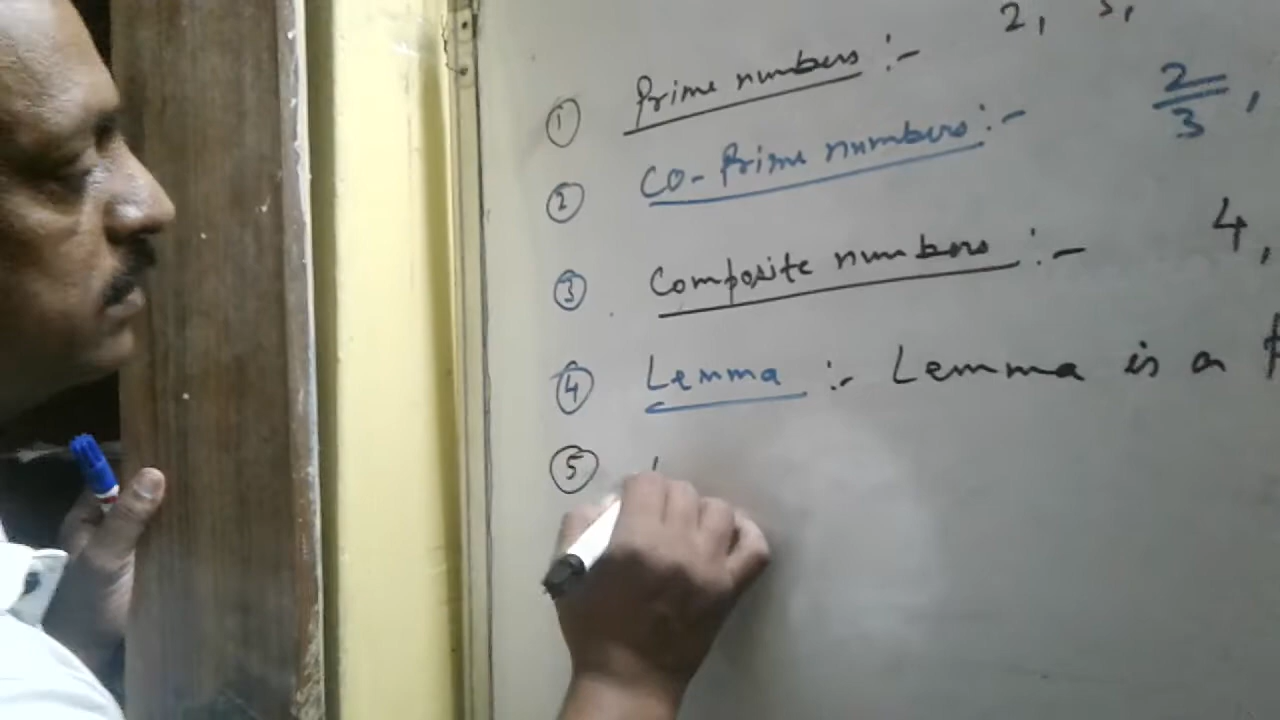 ① Prime numbers :- 2, 3,
② Co-Prime numbers :- 2/3,
③ Composite numbers :- 4,
④ Lemma :- Lemma is a
⑤